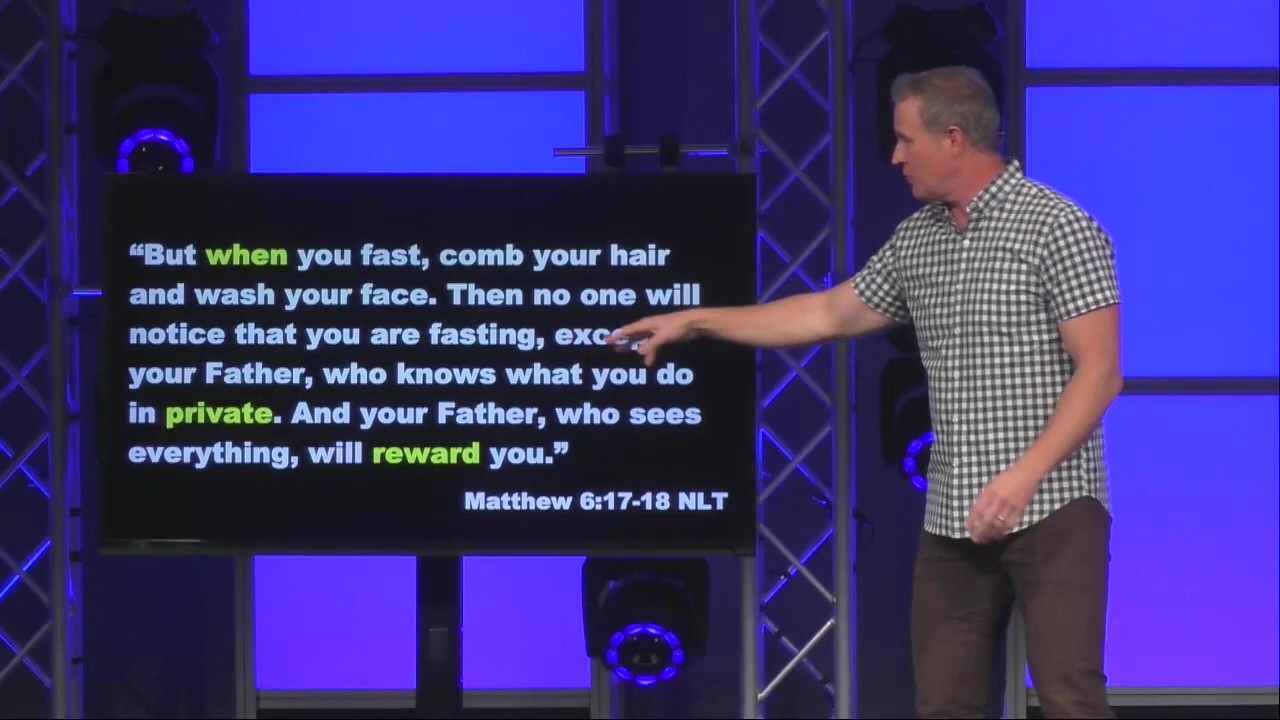 “But when you fast, comb your hair
and wash your face. Then no one will
notice that you are fasting,
your Father, who knows what you do
in private. And your Father, who sees
everything, will reward you.”
Matthew 6:17-18 NLT